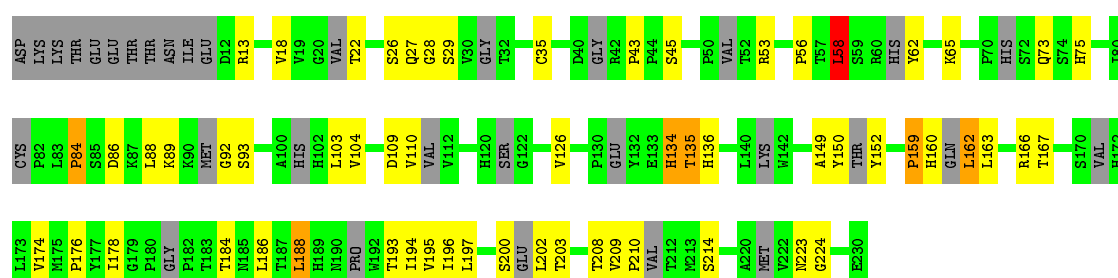 ASP LYS LYS THR GLU GLU THR THR ASN ILE GLU D12 R13 V18 V19 G20 VAL T22 S26 Q27 G28 S29 V30 GLY T32 C35 D40 GLY R42 P43 P44 S45 P50 VAL T52 R53 P56 T57 L58 S59 R60 HIS Y62 K65 P70 HIS S72 Q73 S74 H75 I80
CYS P82 L83 P84 S85 D86 K87 L88 K89 K90 MET G92 S93 A100 HIS H102 L103 V104 D109 V110 VAL V112 H120 SER G122 V126 P130 GLU Y132 E133 H134 T135 H136 L140 LYS W142 A149 Y150 THR Y152 P159 H160 GLN L162 L163 R166 T167 S170 VAL H172
L173 V174 M175 P176 Y177 I178 G179 P180 GLY P182 T183 T184 N185 L186 T187 L188 H189 N190 PRO W192 T193 I194 V195 I196 L197 S200 GLU L202 T203 T208 V209 P210 VAL T212 M213 S214 A220 MET V222 N223 G224 E230